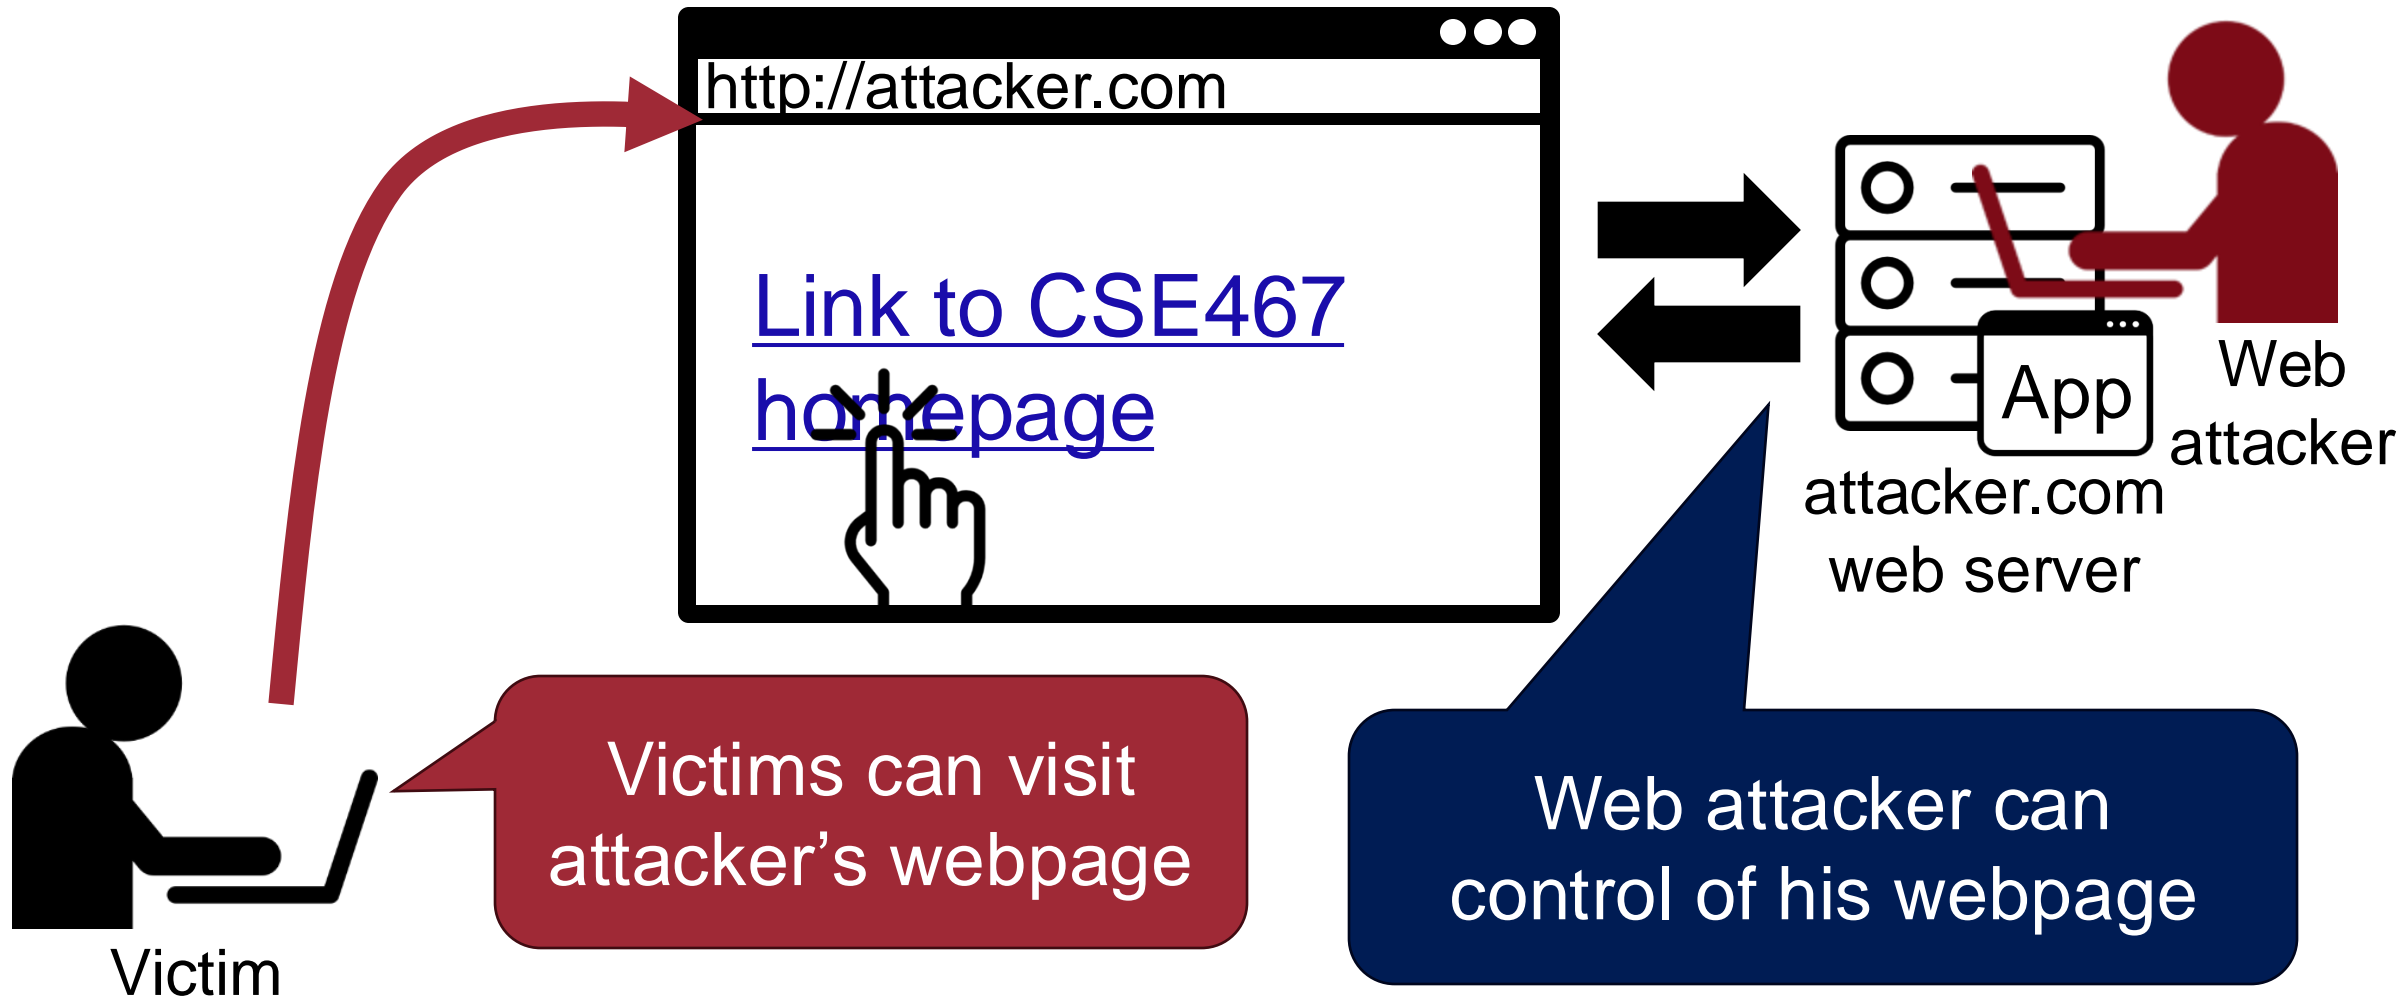 http://attacker.com
Link to CSE467
homepage
App
Web
attacker
attacker.com
web server
Victims can visit
attacker’s webpage
Web attacker can
control of his webpage
Victim